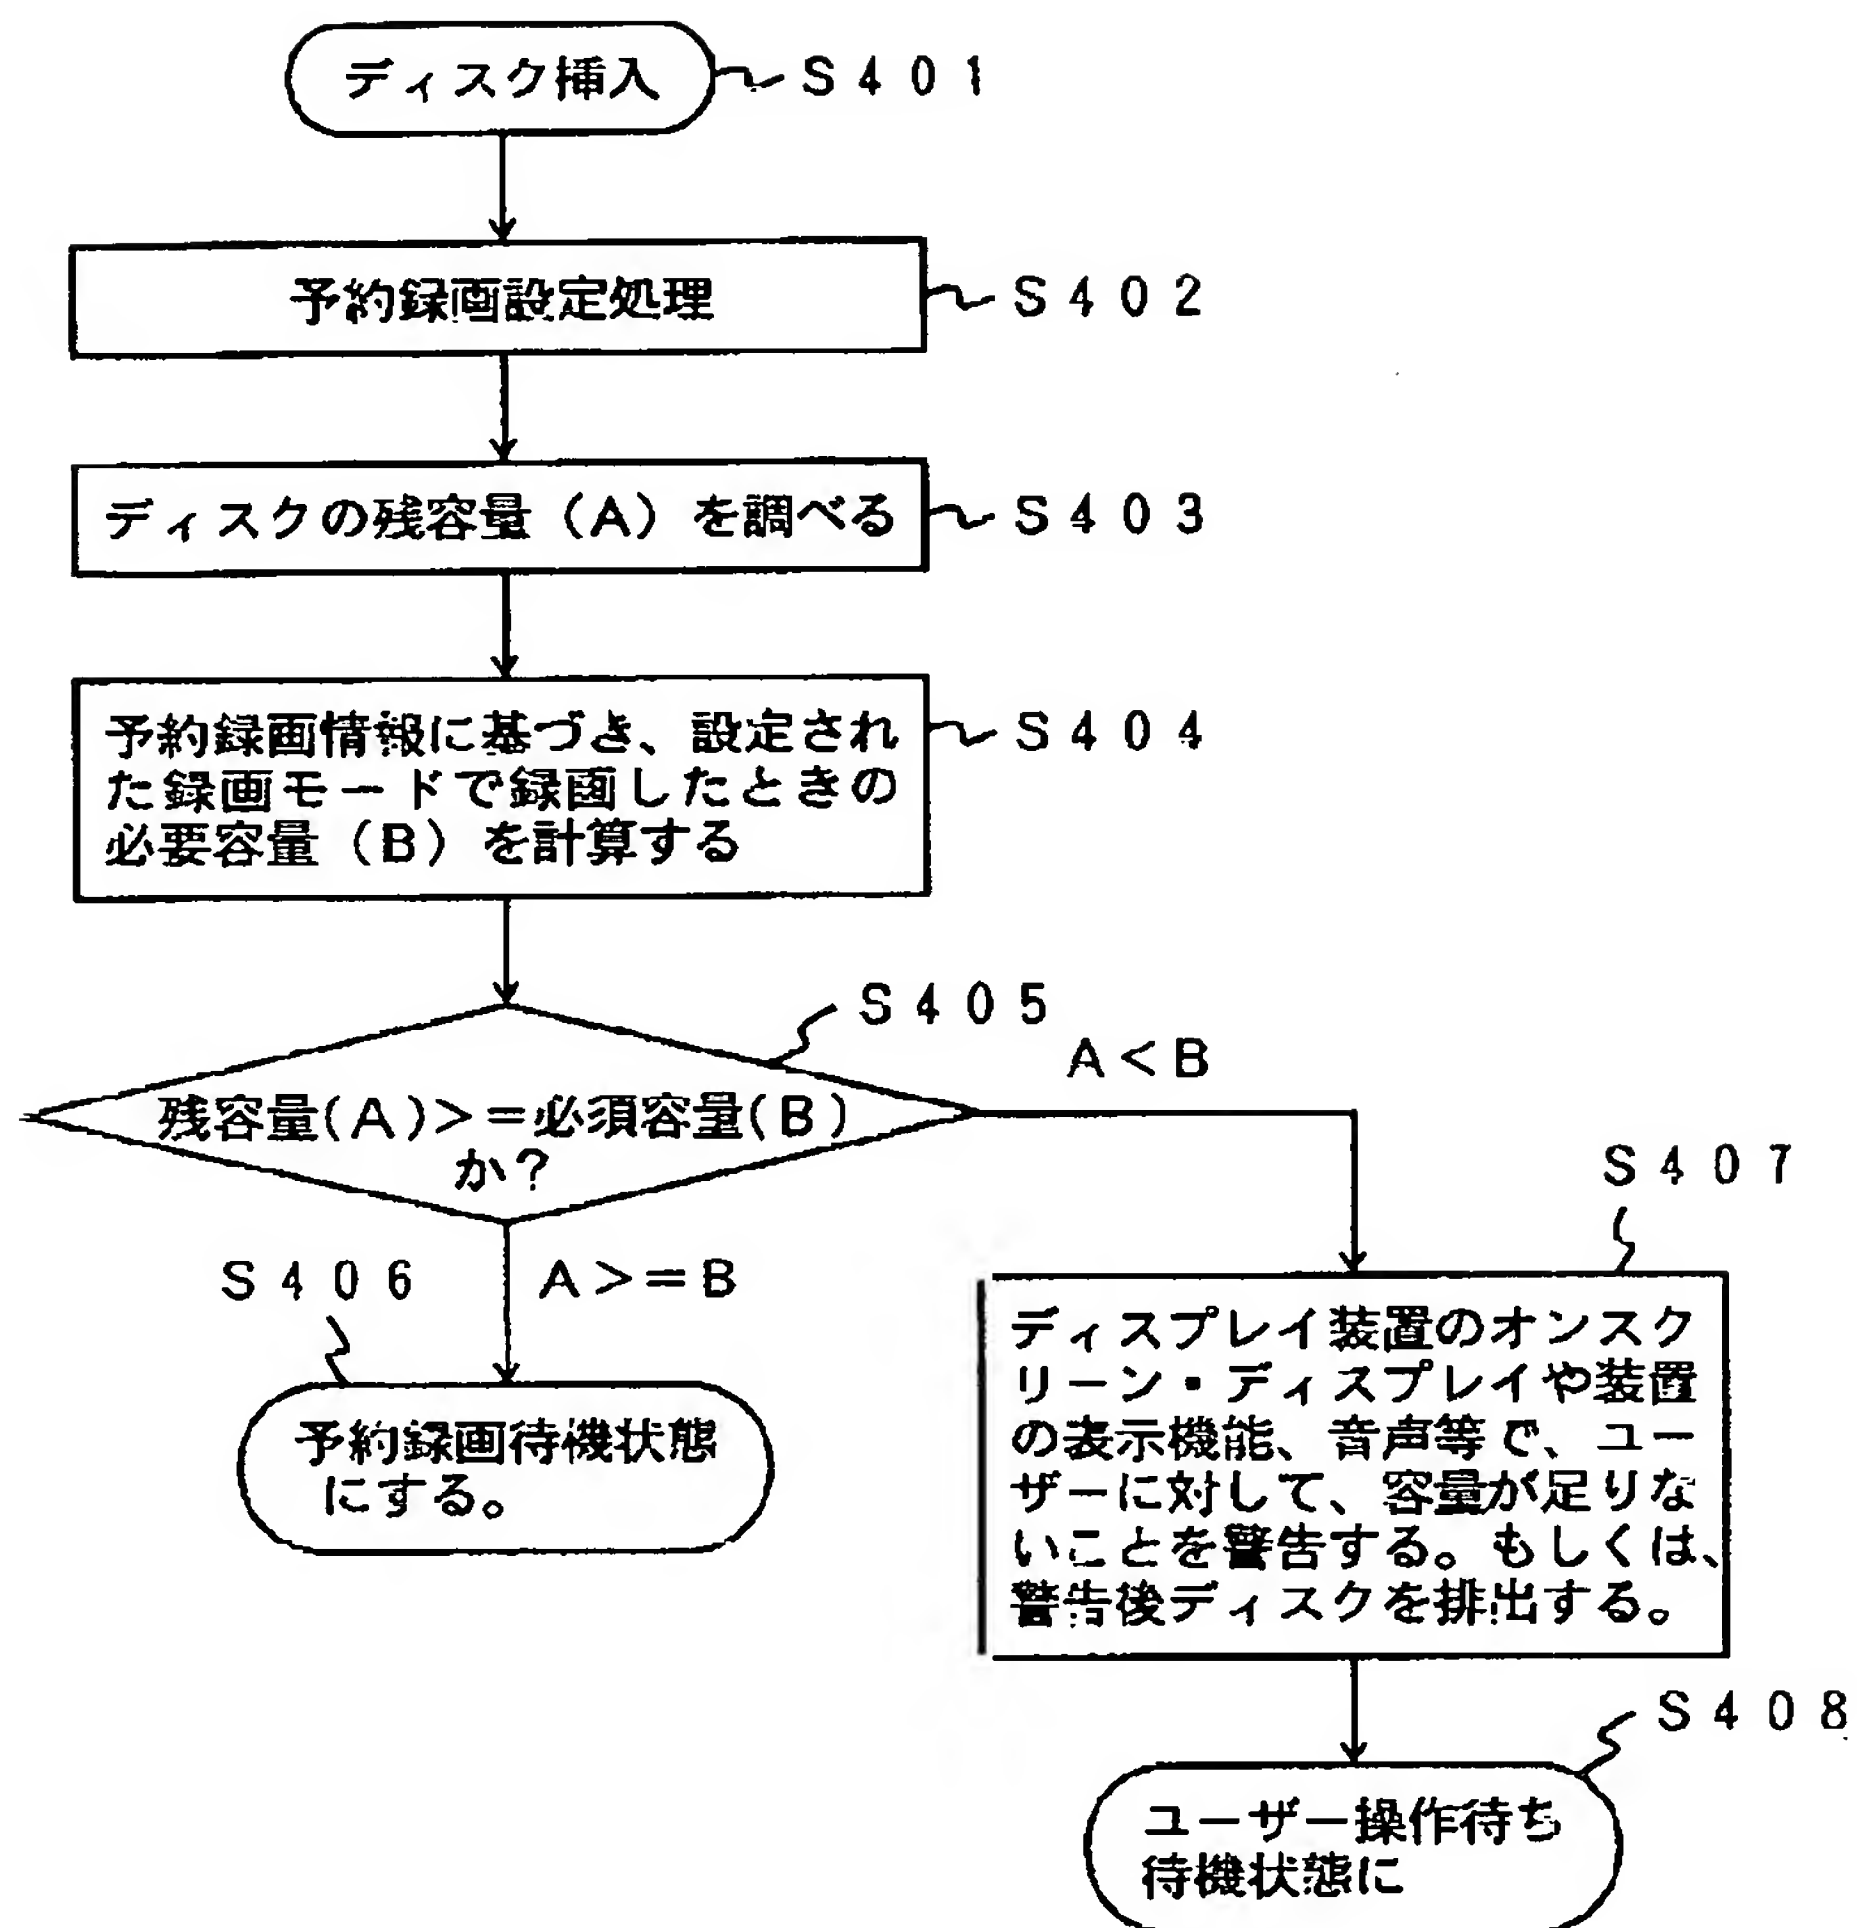 ディスク挿入
S401
予約録画設定処理
S402
ディスクの残容量（A）を調べる
S403
予約録画情報に基づき、設定され
た録画モードで録画したときの
必要容量（B）を計算する
S404
S405
残容量(A)>=必須容量(B)
か?
A<B
S406
A>=B
予約録画待機状態
にする。
S407
ディスプレイ装置のオンスク
リーン・ディスプレイや装置
の表示機能、音声等で、ユー
ザーに対して、容量が足りな
いことを警告する。もしくは、
警告後ディスクを排出する。
S408
ユーザー操作待ち
待機状態に